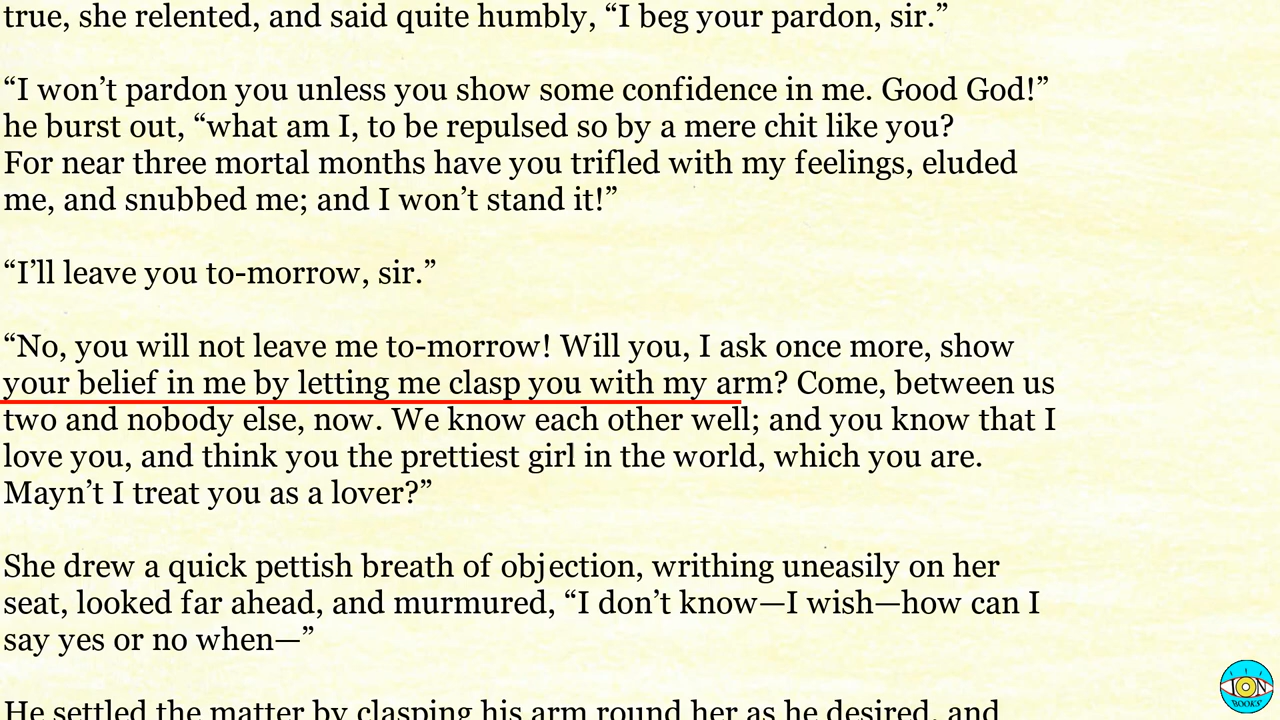 true, she relented, and said quite humbly, “I beg your pardon, sir.”
“I won’t pardon you unless you show some confidence in me. Good God!”
he burst out, “what am I, to be repulsed so by a mere chit like you?
For near three mortal months have you trifled with my feelings, eluded
me, and snubbed me; and I won’t stand it!”
“I’ll leave you to-morrow, sir.”
“No, you will not leave me to-morrow! Will you, I ask once more, show
your belief in me by letting me clasp you with my arm? Come, between us
two and nobody else, now. We know each other well; and you know that I
love you, and think you the prettiest girl in the world, which you are.
Mayn’t I treat you as a lover?”
She drew a quick pettish breath of objection, writhing uneasily on her
seat, looked far ahead, and murmured, “I don’t know—I wish—how can I
say yes or no when—”
He settled the matter by clasping his arm round her as he desired, and
ION
BOOKS